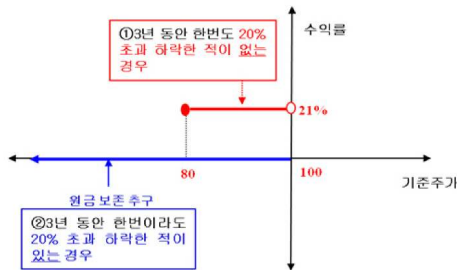 수익률
①3년 동안 한번도 20%
초과 하락한 적이 없는
경우
21%
80
100
기준주가
원금 보존 추구
②3년 동안 한번이라도
20% 초과 하락한 적이
있는 경우